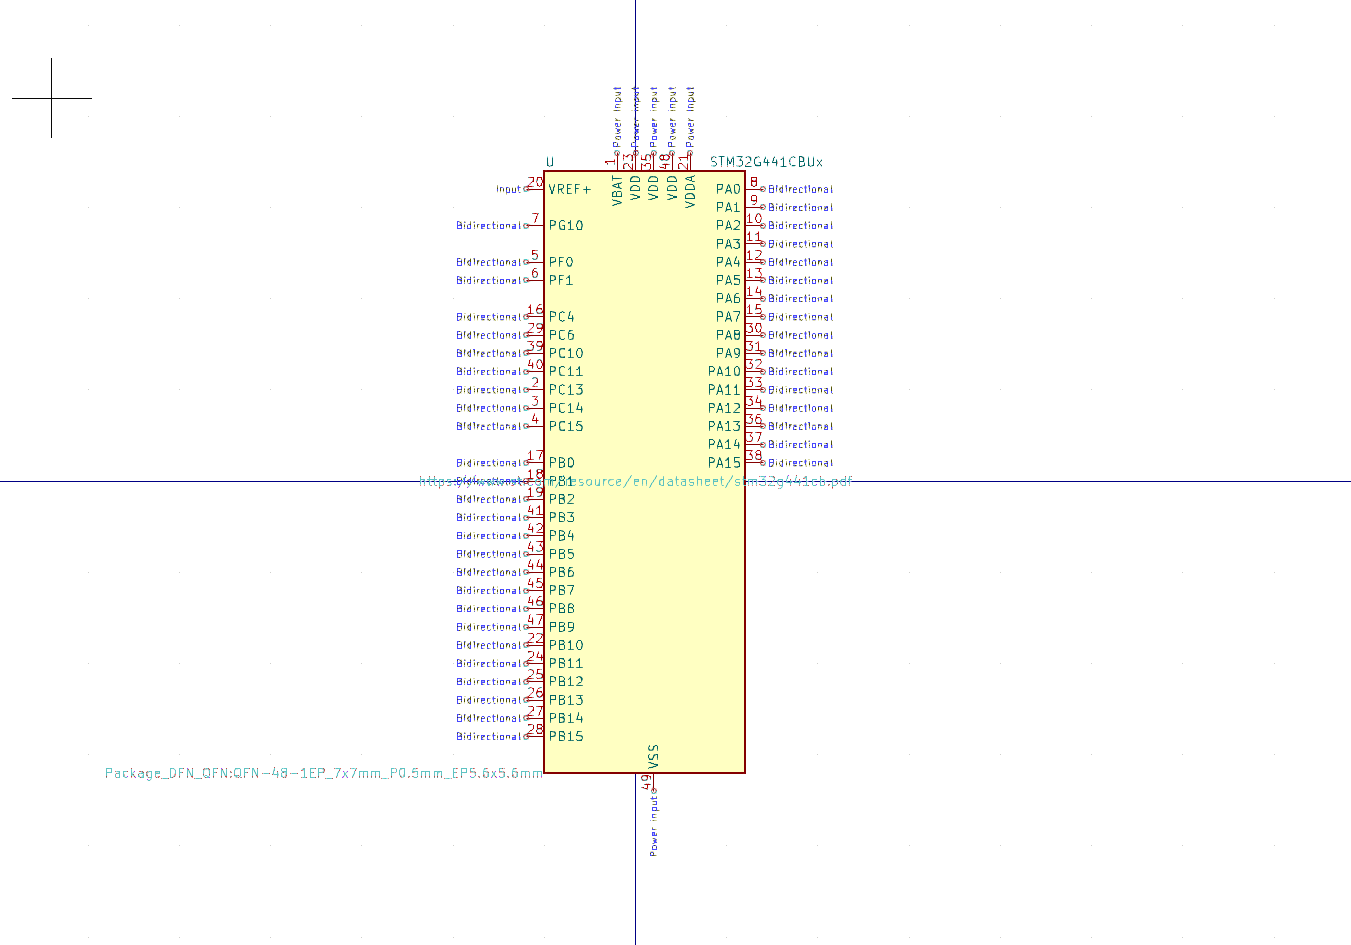 Power input Power input Power input Power input Power input
1 23 35 48 21
U STM32G441CBUx
VBAT VDD VDD VDD VDDA
Input 20 VREF+ PA0 8 Bidirectional
PA1 9 Bidirectional
Bidirectional 7 PG10 PA2 10 Bidirectional
PA3 11 Bidirectional
Bidirectional 5 PF0 PA4 12 Bidirectional
Bidirectional 6 PF1 PA5 13 Bidirectional
PA6 14 Bidirectional
Bidirectional 16 PC4 PA7 15 Bidirectional
Bidirectional 29 PC6 PA8 30 Bidirectional
Bidirectional 39 PC10 PA9 31 Bidirectional
Bidirectional 40 PC11 PA10 32 Bidirectional
Bidirectional 2 PC13 PA11 33 Bidirectional
Bidirectional 3 PC14 PA12 34 Bidirectional
Bidirectional 4 PC15 PA13 36 Bidirectional
PA14 37 Bidirectional
Bidirectional 17 PB0 PA15 38 Bidirectional
Bidirectional 18 PB1
/resource/en/datasheet/stm32g441cb.pdf
Bidirectional 19 PB2
Bidirectional 41 PB3
Bidirectional 42 PB4
Bidirectional 43 PB5
Bidirectional 44 PB6
Bidirectional 45 PB7
Bidirectional 46 PB8
Bidirectional 47 PB9
Bidirectional 22 PB10
Bidirectional 24 PB11
Bidirectional 25 PB12
Bidirectional 26 PB13
Bidirectional 27 PB14
Bidirectional 28 PB15
VSS
Package_DFN_QFN:QFN-48-1EP_7x7mm_P0.5mm_EP5.6x5.6mm
49
Power input